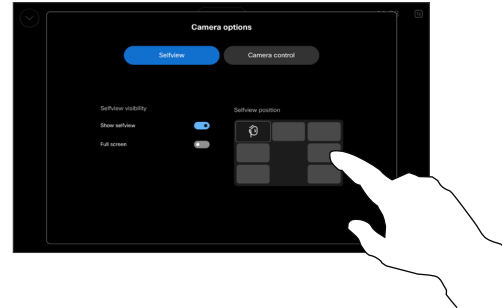 Camera options
Selfview
Camera control
Selfview visibility
Show selfview
Full screen
Selfview position